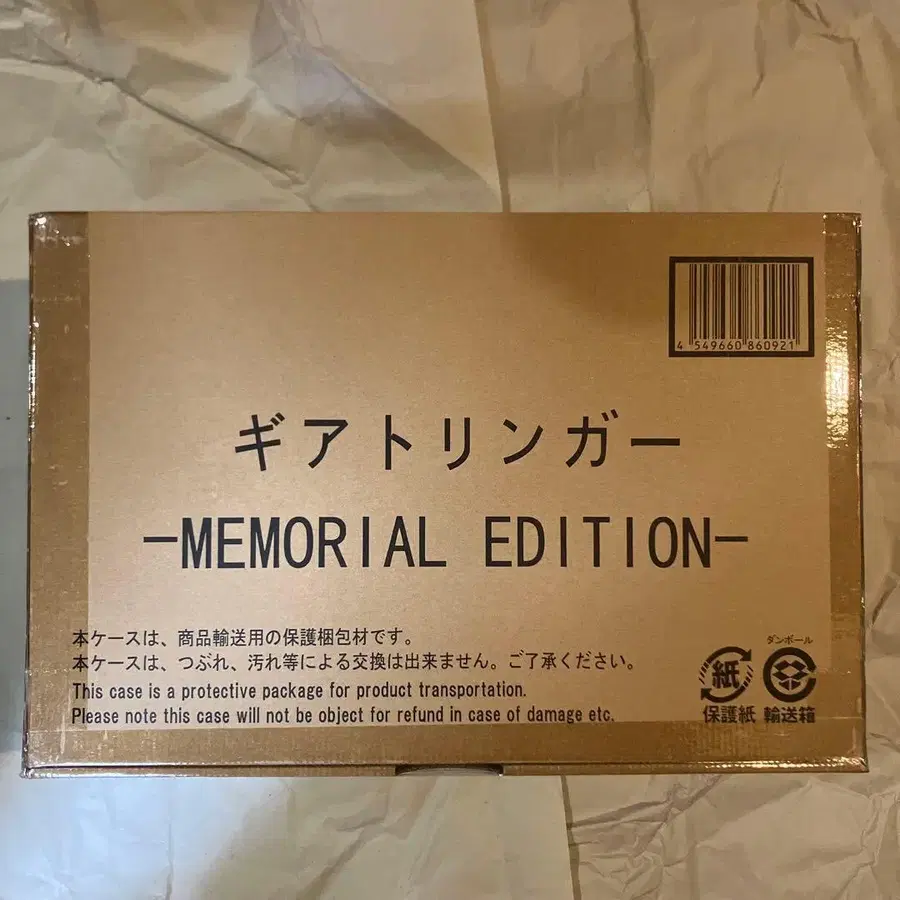 4 549660 860921
ギアトリンガー
-MEMORIAL EDITION-
本ケースは、商品輸送用の保護梱包材です。
本ケースは、つぶれ、汚れ等による交換は出来ません。ご了承ください。
This case is a protective package for product transportation.
Please note this case will not be object for refund in case of damage etc.
ダンボール
紙
保護紙 輸送箱